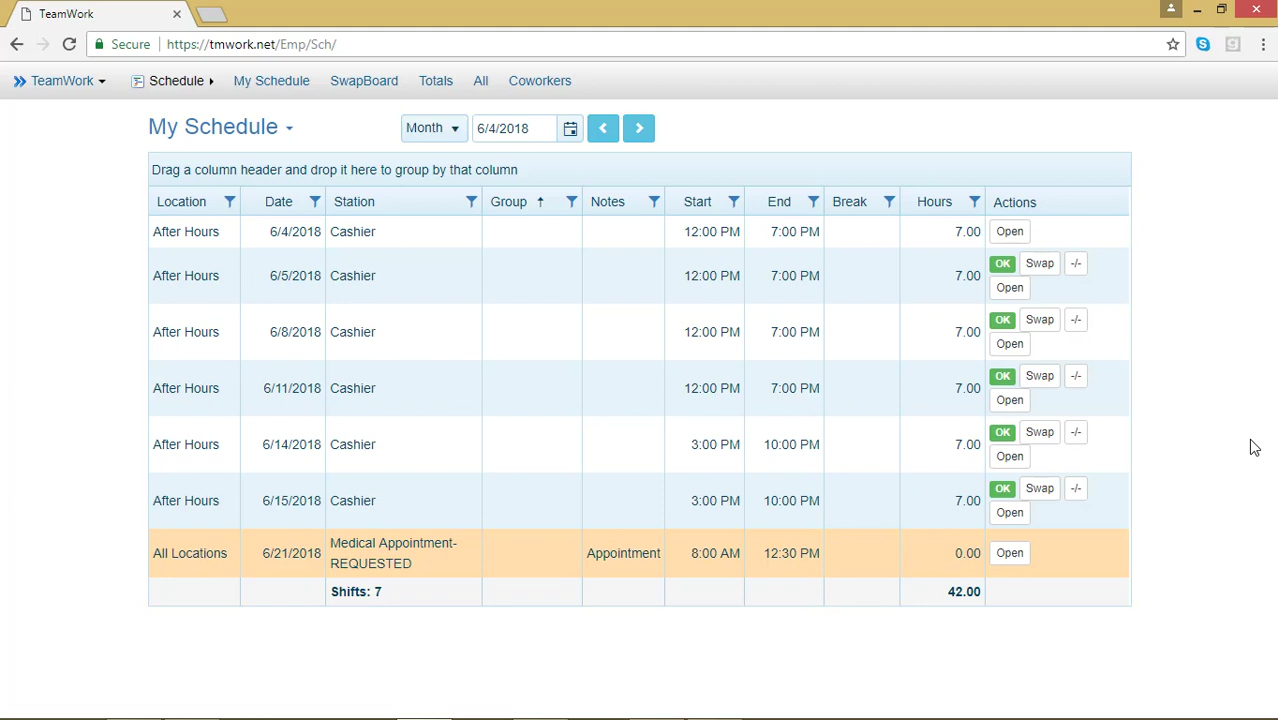 TeamWork
Secure https://tmwork.net/Emp/Sch/
TeamWork Schedule My Schedule SwapBoard Totals All Coworkers
My Schedule Month 6/4/2018
Drag a column header and drop it here to group by that column
Location Date Station Group Notes Start End Break Hours Actions
After Hours 6/4/2018 Cashier 12:00 PM 7:00 PM 7.00 Open
After Hours 6/5/2018 Cashier 12:00 PM 7:00 PM 7.00 OK Swap -/-
Open
After Hours 6/8/2018 Cashier 12:00 PM 7:00 PM 7.00 OK Swap -/-
Open
After Hours 6/11/2018 Cashier 12:00 PM 7:00 PM 7.00 OK Swap -/-
Open
After Hours 6/14/2018 Cashier 3:00 PM 10:00 PM 7.00 OK Swap -/-
Open
After Hours 6/15/2018 Cashier 3:00 PM 10:00 PM 7.00 OK Swap -/-
Open
All Locations 6/21/2018 Medical Appointment- Appointment 8:00 AM 12:30 PM 0.00 Open
REQUESTED
Shifts: 7 42.00